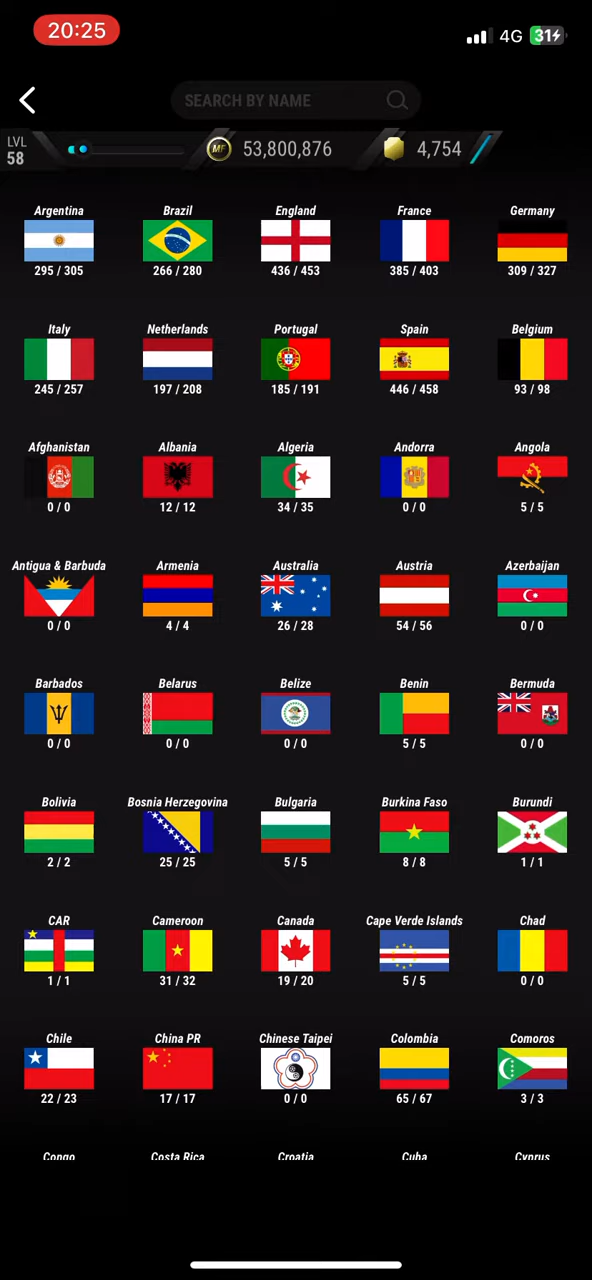 20:25
4G 31
SEARCH BY NAME
LVL
58
MF 53,800,876 4,754
Argentina Brazil England France Germany
295 / 305 266 / 280 436 / 453 385 / 403 309 / 327
Italy Netherlands Portugal Spain Belgium
245 / 257 197 / 208 185 / 191 446 / 458 93 / 98
Afghanistan Albania Algeria Andorra Angola
0 / 0 12 / 12 34 / 35 0 / 0 5 / 5
Antigua & Barbuda Armenia Australia Austria Azerbaijan
0 / 0 4 / 4 26 / 28 54 / 56 0 / 0
Barbados Belarus Belize Benin Bermuda
0 / 0 0 / 0 0 / 0 5 / 5 0 / 0
Bolivia Bosnia Herzegovina Bulgaria Burkina Faso Burundi
2 / 2 25 / 25 5 / 5 8 / 8 1 / 1
CAR Cameroon Canada Cape Verde Islands Chad
1 / 1 31 / 32 19 / 20 5 / 5 0 / 0
Chile China PR Chinese Taipei Colombia Comoros
22 / 23 17 / 17 0 / 0 65 / 67 3 / 3
Congo Costa Rica Croatia Cuba Cyprus